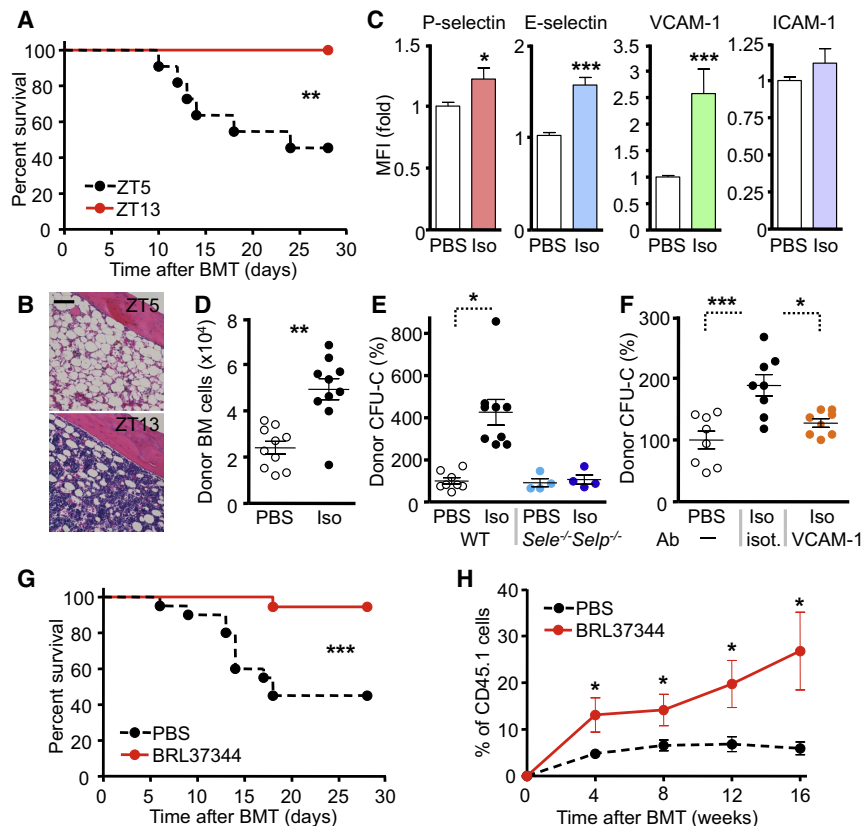 A
100
80
60
40
20
0
Percent survival
**
ZT5
ZT13
0 5 10 15 20 25 30
Time after BMT (days)
C
P-selectin
E-selectin
VCAM-1
ICAM-1
MFI (fold)
1.5
1
0.5
*
PBS Iso
2
1
0
***
PBS Iso
3.5
3
2.5
2
1.5
1
0.5
***
PBS Iso
1.25
1
0.75
0.5
0.25
0
PBS Iso
B
ZT5
ZT13
D
Donor BM cells (x10⁴)
8
6
4
2
0
**
PBS Iso
E
Donor CFU-C (%)
800
600
400
200
0
*
PBS Iso PBS Iso
WT Sele-/-Selp-/-
F
Donor CFU-C (%)
300
200
100
0
*** *
PBS Iso Iso
Ab — isot. VCAM-1
G
100
80
60
40
20
0
Percent survival
***
PBS
BRL37344
0 5 10 15 20 25 30
Time after BMT (days)
H
% of CD45.1 cells
40
30
20
10
0
PBS
BRL37344
* * * *
0 4 8 12 16
Time after BMT (weeks)